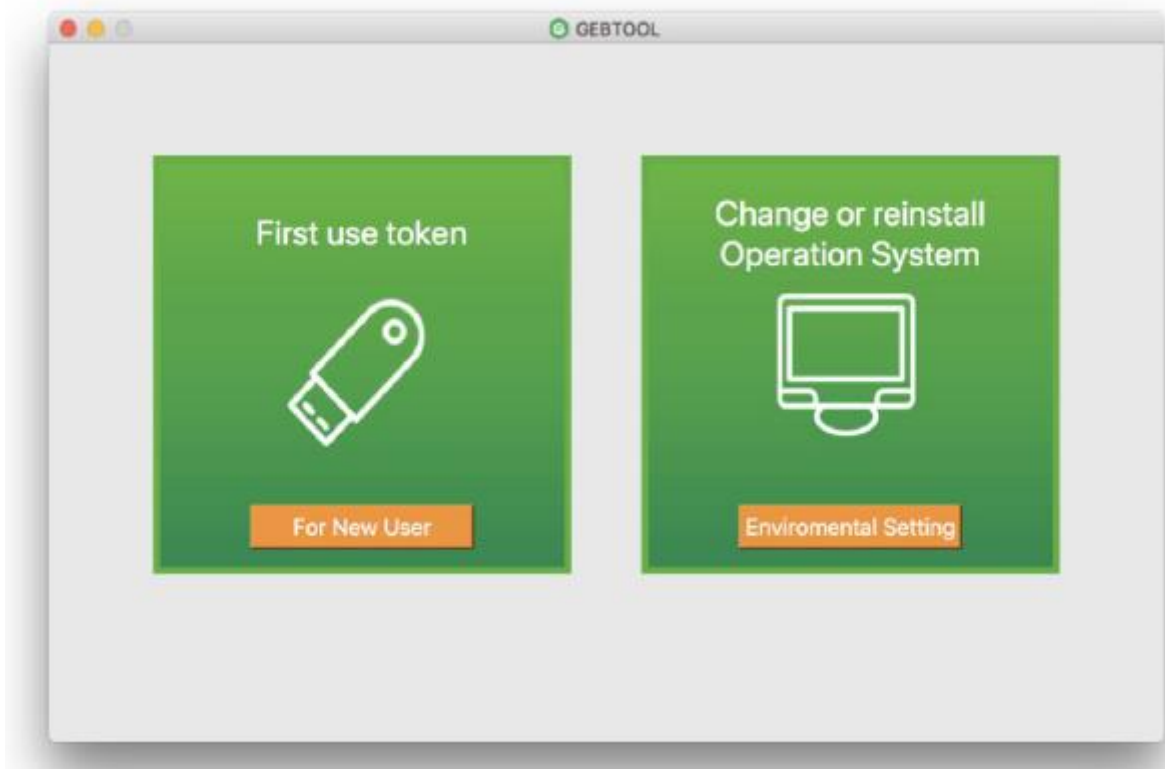 GEBTOOL
First use token
For New User
Change or reinstall
Operation System
Enviromental Setting